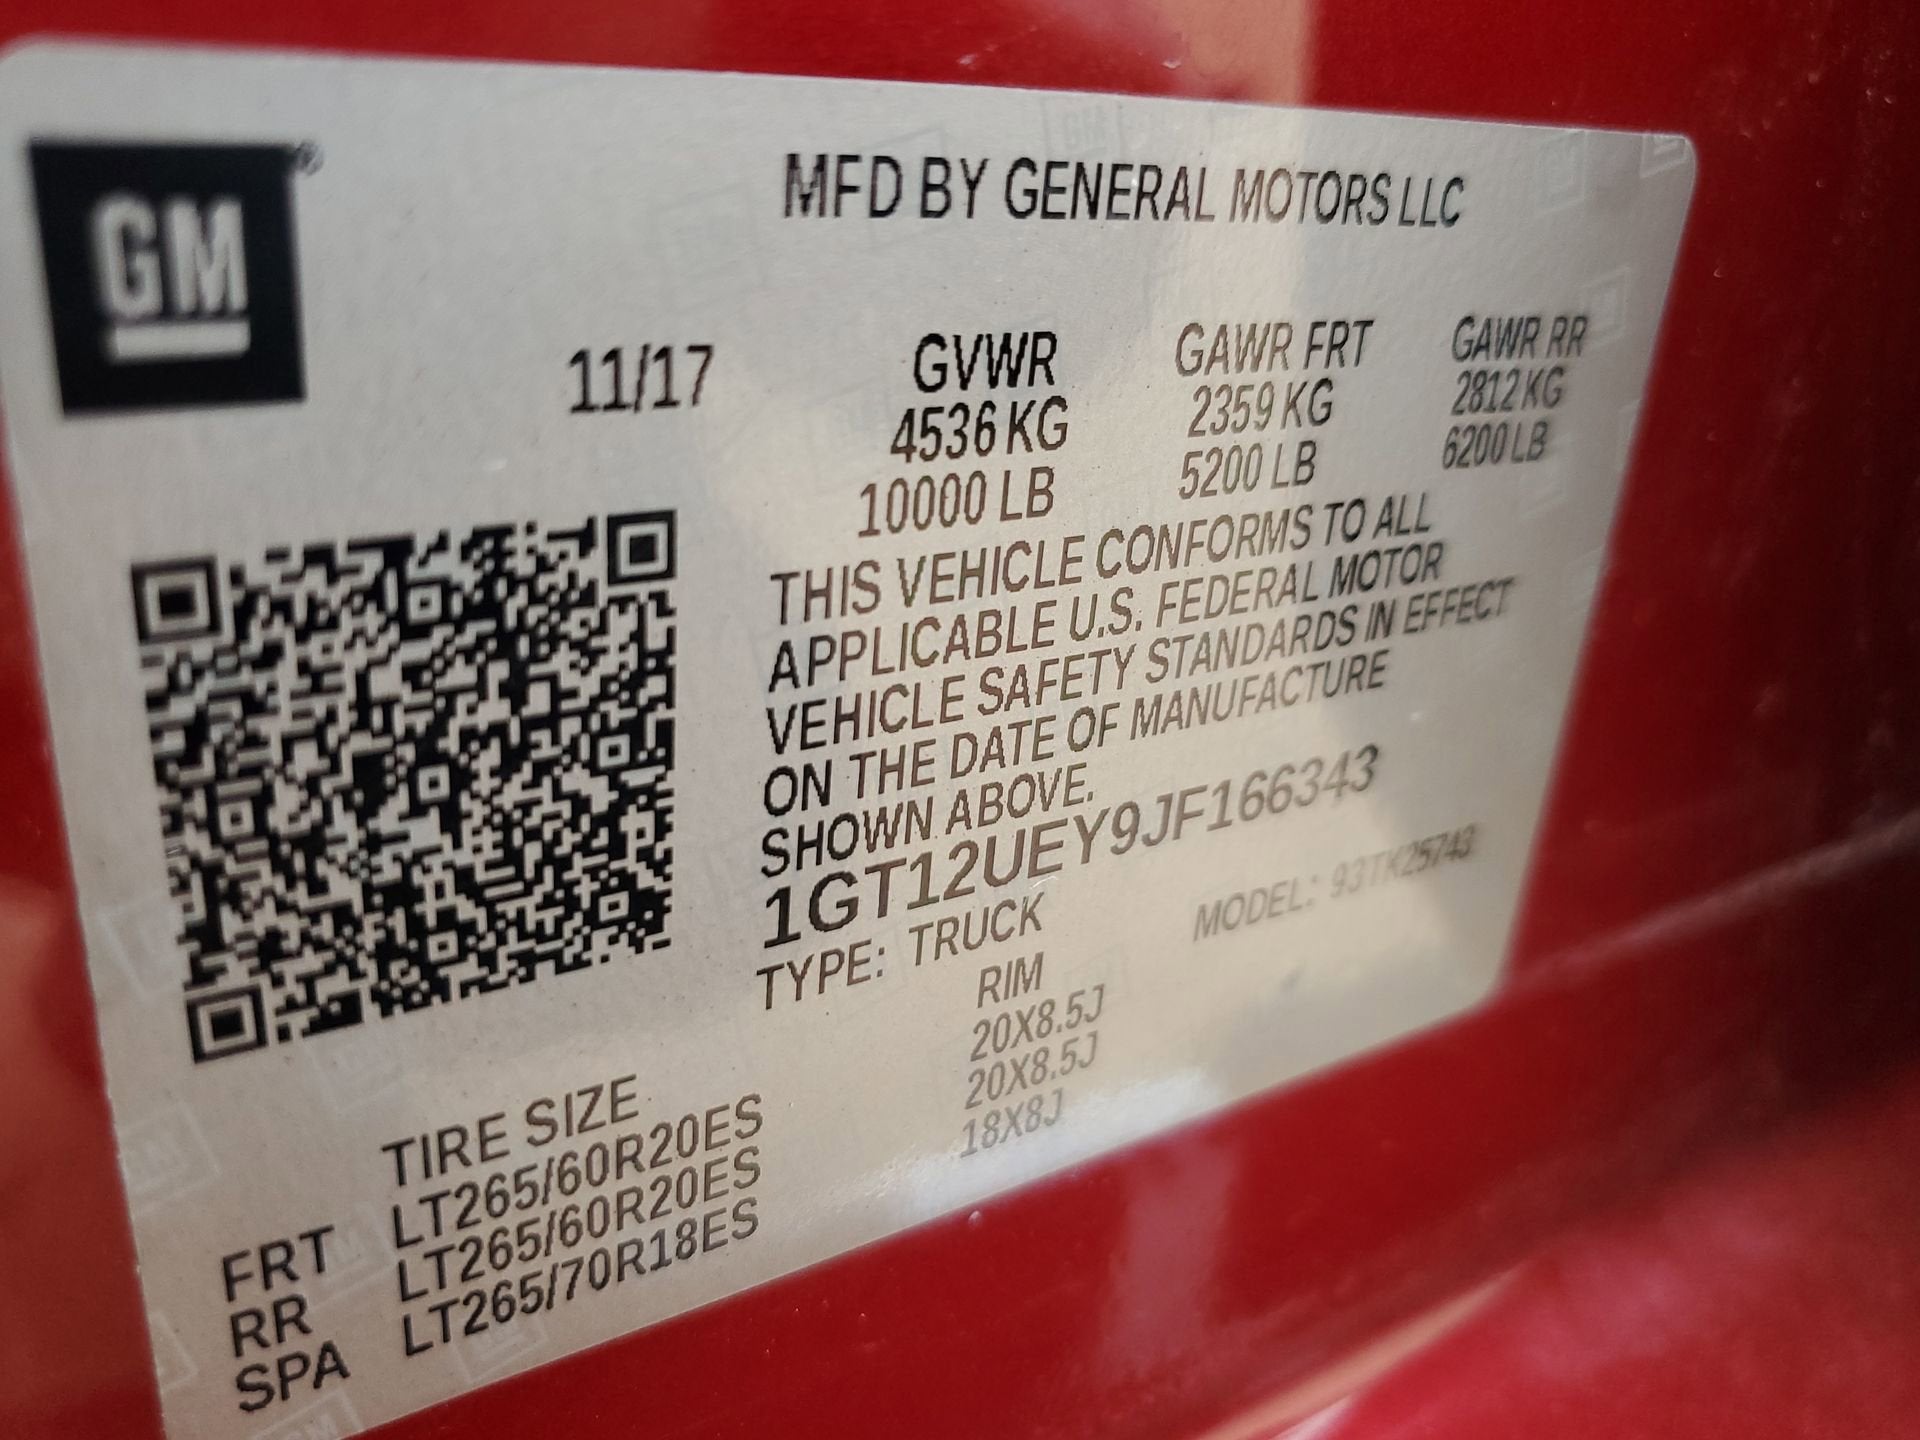 GM
MFD BY GENERAL MOTORS LLC
11/17 GVWR GAWR FRT GAWR RR
4536 KG 2359 KG 2812 KG
10000 LB 5200 LB 6200 LB
THIS VEHICLE CONFORMS TO ALL
APPLICABLE U.S. FEDERAL MOTOR
VEHICLE SAFETY STANDARDS IN EFFECT
ON THE DATE OF MANUFACTURE
SHOWN ABOVE.
1GT12UEY9JF166343
TYPE: TRUCK MODEL: 93TK25743
TIRE SIZE RIM
FRT LT265/60R20ES 20X8.5J
RR LT265/60R20ES 20X8.5J
SPA LT265/70R18ES 18X8J